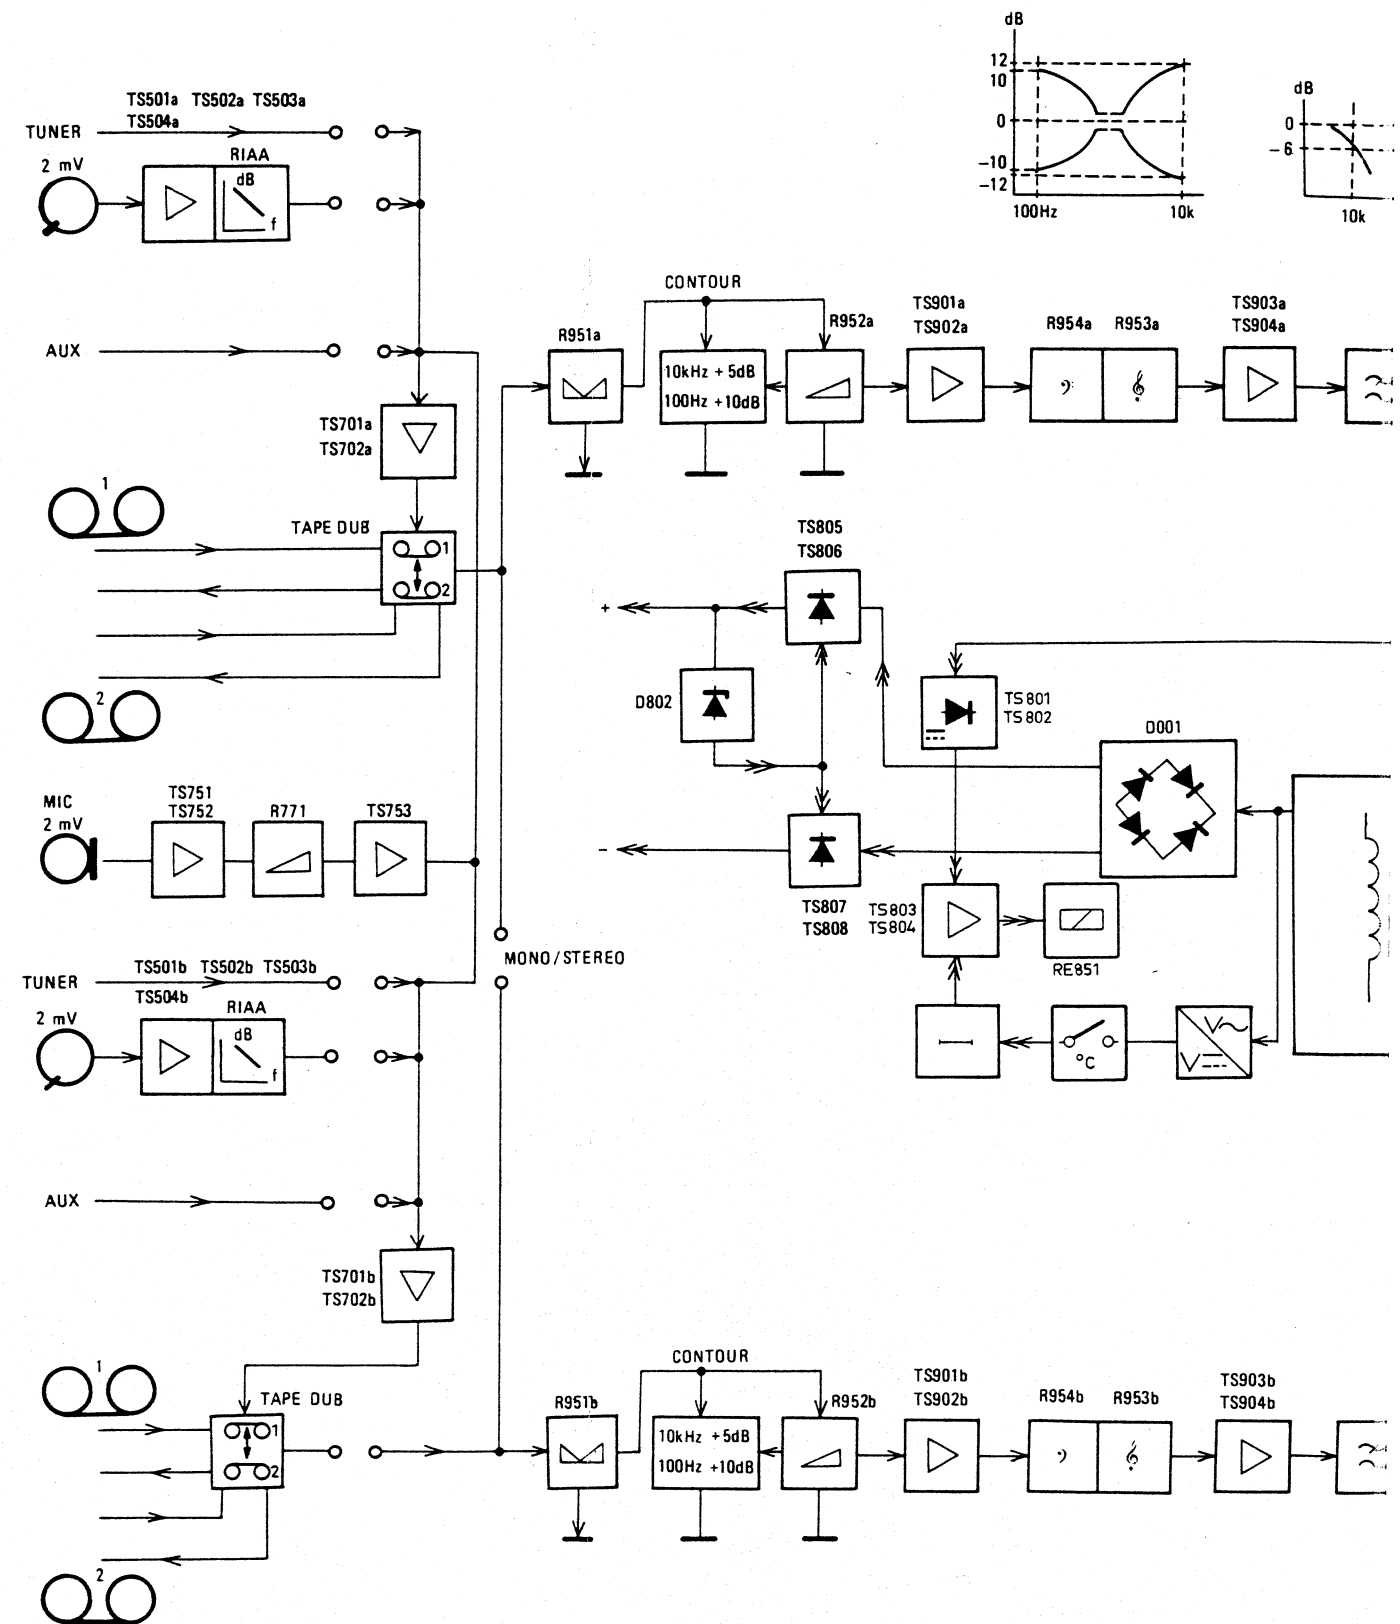 dB
12
10
0
-10
-12
100Hz 10k
dB
0
-6
10k
TS501a TS502a TS503a
TS504a
TUNER
2 mV
RIAA
dB
f
AUX
TS701a
TS702a
1
TAPE DUB
1
2
2
CONTOUR
R951a
10kHz +5dB
100Hz +10dB
R952a
TS901a
TS902a
R954a R953a
TS903a
TS904a
TS805
TS806
+
D802
TS801
TS802
D001
-
TS807
TS808
TS803
TS804
RE851
°C
V
V
MIC
2 mV
TS751
TS752
R771
TS753
MONO/STEREO
TS501b TS502b TS503b
TUNER
TS504b
2 mV
RIAA
dB
f
AUX
TS701b
TS702b
1
TAPE DUB
1
2
2
CONTOUR
R951b
10kHz +5dB
100Hz +10dB
R952b
TS901b
TS902b
R954b R953b
TS903b
TS904b